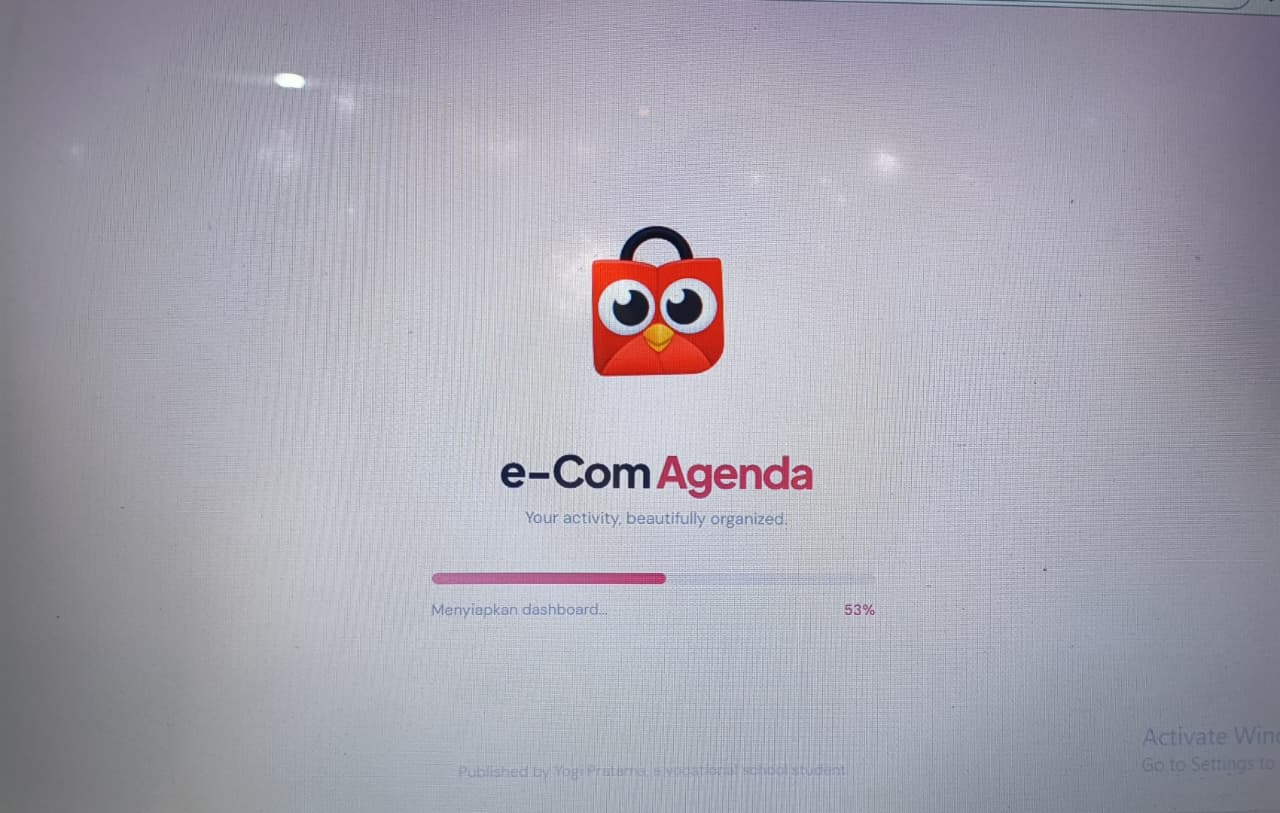 e-Com Agenda
Your activity, beautifully organized.
Menyiapkan dashboard...
53%
Activate Win
Go to Settings to
Published by Yogi Pratama, a vocational school student